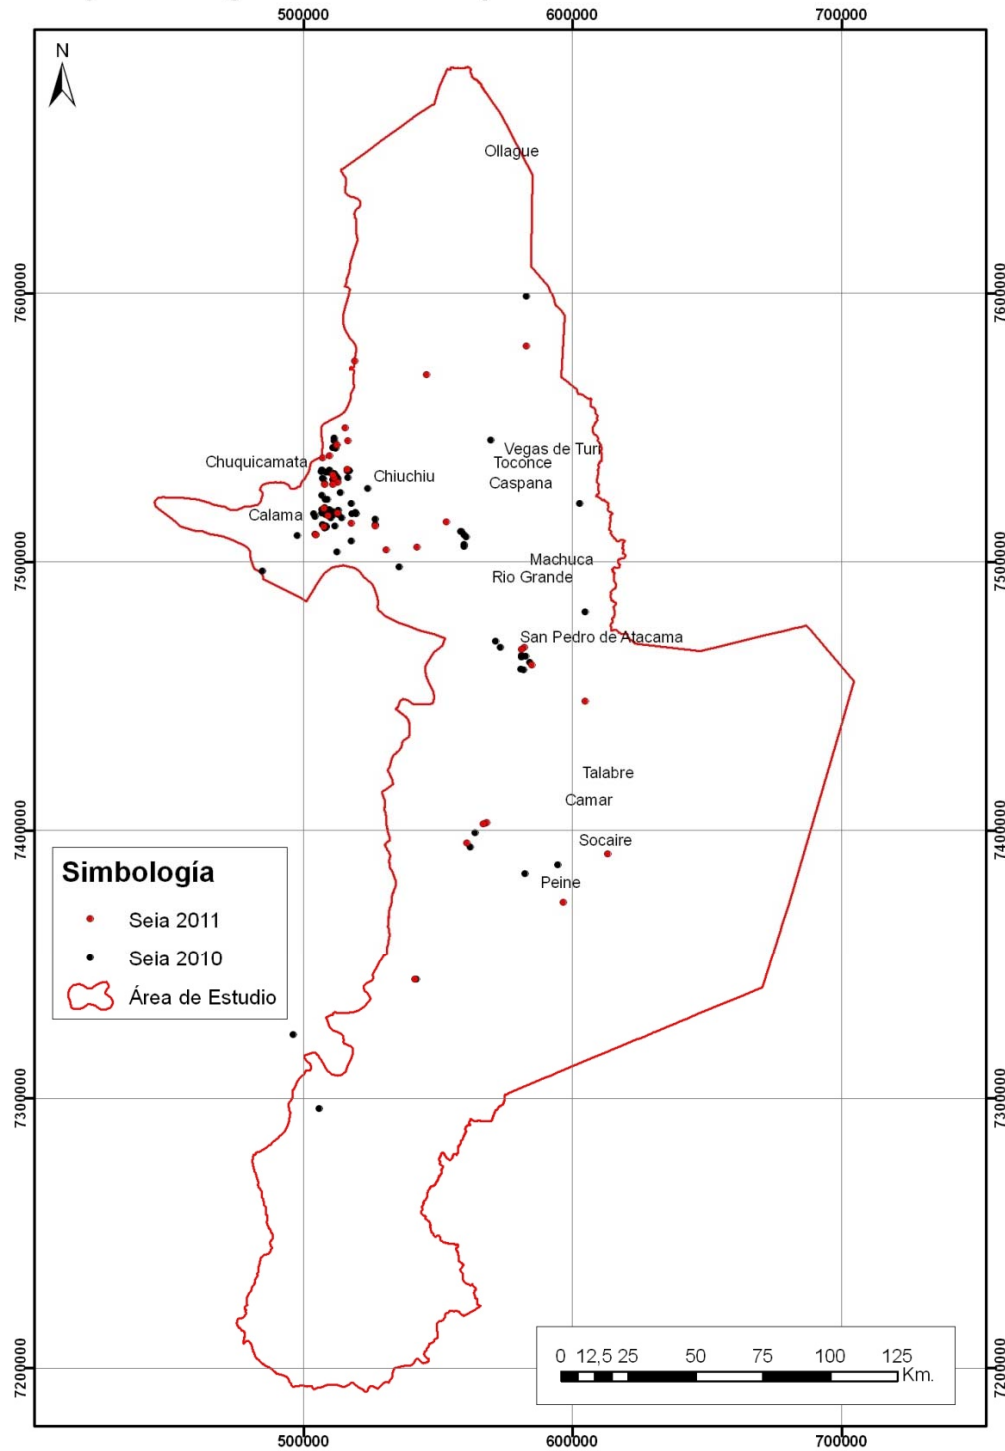 500000 600000 700000
N
Ollague
7600000 7600000
Vegas de Turi
Chuquicamata Toconce
Chiuchiu Caspana
Calama
7500000 7500000
Machuca
Rio Grande
San Pedro de Atacama
Talabre
Camar
7400000 7400000
Socaire
Peine
Simbología
Seia 2011
Seia 2010
Área de Estudio
7300000 7300000
0 12,5 25 50 75 100 125
Km.
7200000 7200000
500000 600000 700000